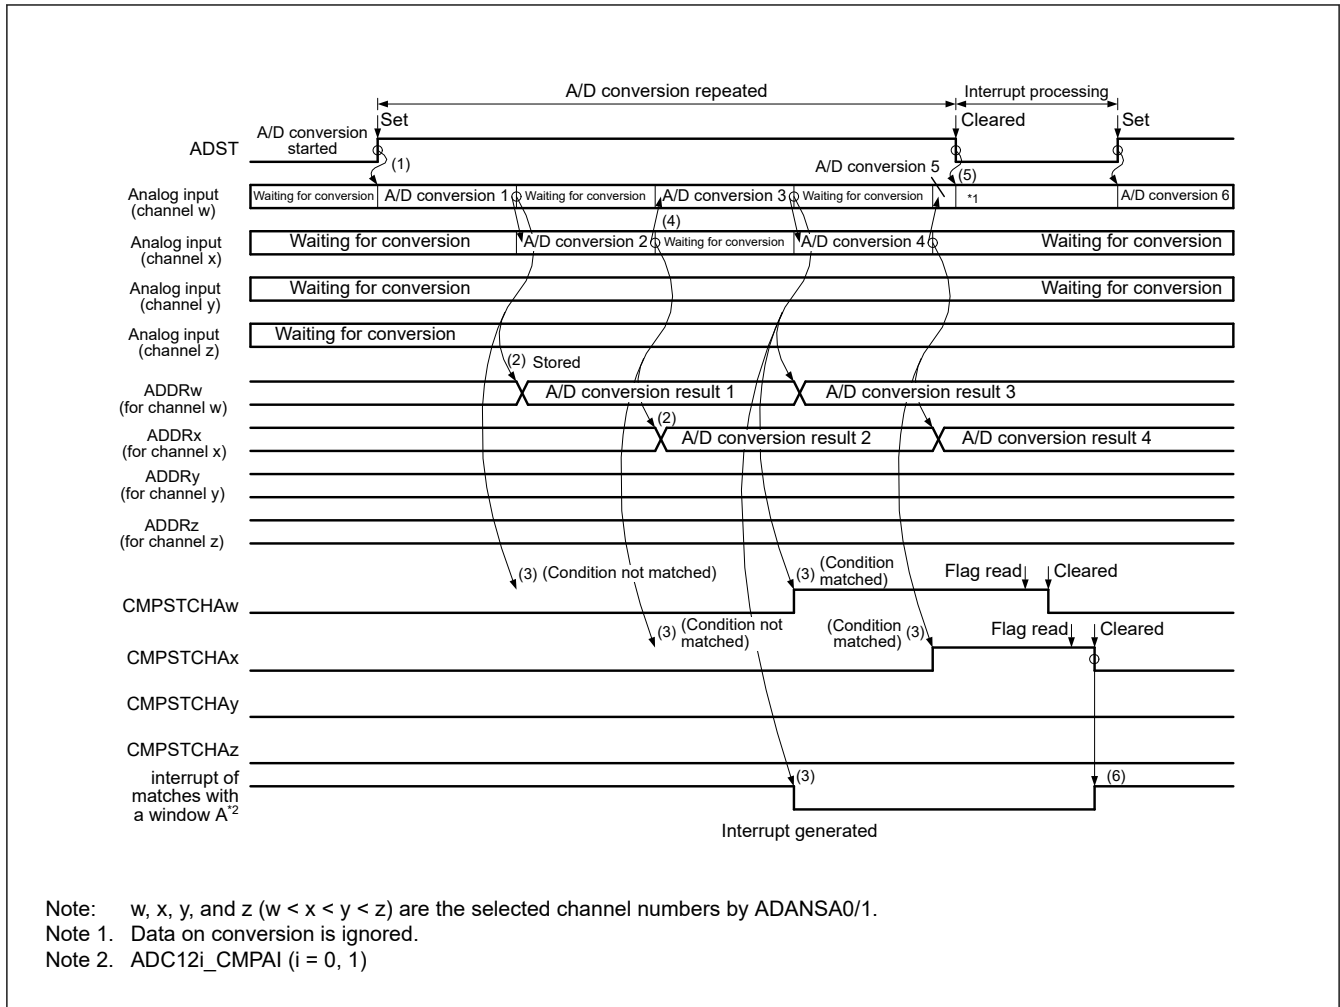 A/D conversion repeated
Interrupt processing
Set
Cleared
Set
A/D conversion
started
ADST
(1)
A/D conversion 5
(5)
Analog input
(channel w)
Waiting for conversion
A/D conversion 1
Waiting for conversion
A/D conversion 3
Waiting for conversion
*1
A/D conversion 6
(4)
Analog input
(channel x)
Waiting for conversion
A/D conversion 2
Waiting for conversion
A/D conversion 4
Waiting for conversion
Analog input
(channel y)
Waiting for conversion
Waiting for conversion
Analog input
(channel z)
Waiting for conversion
(2) Stored
ADDRw
(for channel w)
A/D conversion result 1
A/D conversion result 3
(2)
ADDRx
(for channel x)
A/D conversion result 2
A/D conversion result 4
ADDRy
(for channel y)
ADDRz
(for channel z)
(3) (Condition not matched)
(3) (Condition
matched)
Flag read
Cleared
CMPSTCHAw
(3) (Condition not
matched)
(Condition
matched) (3)
Flag read
Cleared
CMPSTCHAx
CMPSTCHAy
CMPSTCHAz
interrupt of
matches with
a window A*2
(3)
(6)
Interrupt generated
Note: w, x, y, and z (w < x < y < z) are the selected channel numbers by ADANSA0/1.
Note 1. Data on conversion is ignored.
Note 2. ADC12i_CMPAI (i = 0, 1)